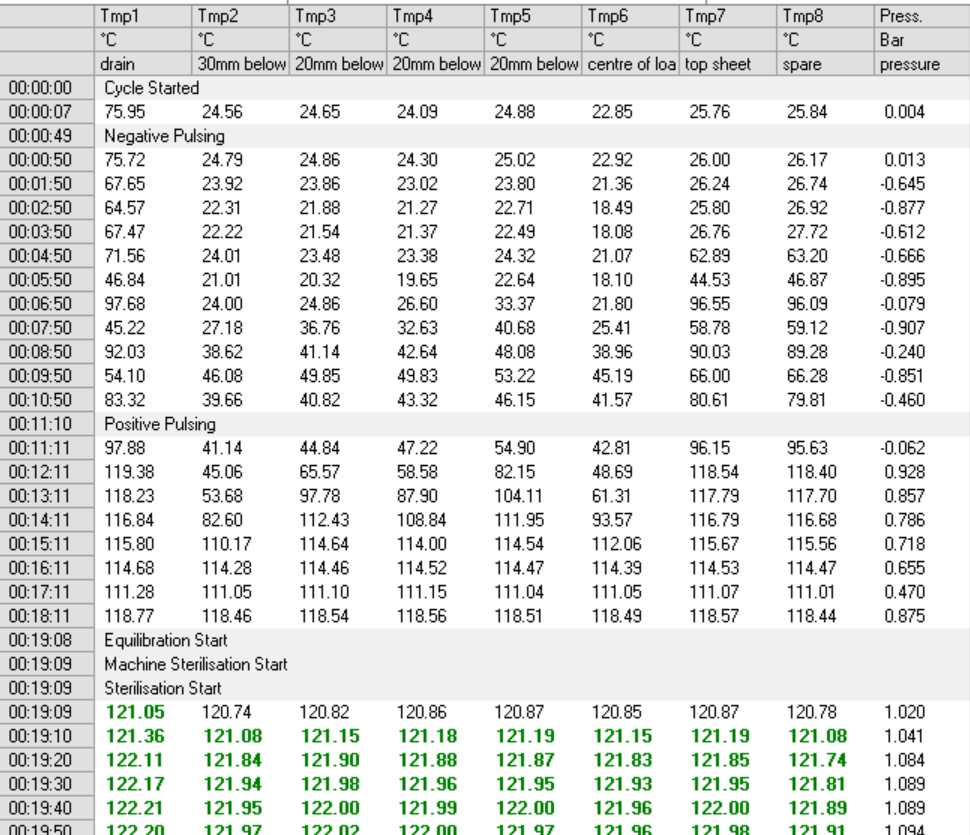 Tmp1 Tmp2 Tmp3 Tmp4 Tmp5 Tmp6 Tmp7 Tmp8 Press.
°C °C °C °C °C °C °C °C Bar
drain 30mm below 20mm below 20mm below 20mm below centre of loa top sheet spare pressure
00:00:00 Cycle Started
00:00:07 75.95 24.56 24.65 24.09 24.88 22.85 25.76 25.84 0.004
00:00:49 Negative Pulsing
00:00:50 75.72 24.79 24.86 24.30 25.02 22.92 26.00 26.17 0.013
00:01:50 67.65 23.92 23.86 23.02 23.80 21.36 26.24 26.74 -0.645
00:02:50 64.57 22.31 21.88 21.27 22.71 18.49 25.80 26.92 -0.877
00:03:50 67.47 22.22 21.54 21.37 22.49 18.08 26.76 27.72 -0.612
00:04:50 71.56 24.01 23.48 23.38 24.32 21.07 62.89 63.20 -0.666
00:05:50 46.84 21.01 20.32 19.65 22.64 18.10 44.53 46.87 -0.895
00:06:50 97.68 24.00 24.86 26.60 33.37 21.80 96.55 96.09 -0.079
00:07:50 45.22 27.18 36.76 32.63 40.68 25.41 58.78 59.12 -0.907
00:08:50 92.03 38.62 41.14 42.64 48.08 38.96 90.03 89.28 -0.240
00:09:50 54.10 46.08 49.85 49.83 53.22 45.19 66.00 66.28 -0.851
00:10:50 83.32 39.66 40.82 43.32 46.15 41.57 80.61 79.81 -0.460
00:11:10 Positive Pulsing
00:11:11 97.88 41.14 44.84 47.22 54.90 42.81 96.15 95.63 -0.062
00:12:11 119.38 45.06 65.57 58.58 82.15 48.69 118.54 118.40 0.928
00:13:11 118.23 53.68 97.78 87.90 104.11 61.31 117.79 117.70 0.857
00:14:11 116.84 82.60 112.43 108.84 111.95 93.57 116.79 116.68 0.786
00:15:11 115.80 110.17 114.64 114.00 114.54 112.06 115.67 115.56 0.718
00:16:11 114.68 114.28 114.46 114.52 114.47 114.39 114.53 114.47 0.655
00:17:11 111.28 111.05 111.10 111.15 111.04 111.05 111.07 111.01 0.470
00:18:11 118.77 118.46 118.54 118.56 118.51 118.49 118.57 118.44 0.875
00:19:08 Equilibration Start
00:19:09 Machine Sterilisation Start
00:19:09 Sterilisation Start
00:19:09 121.05 120.74 120.82 120.86 120.87 120.85 120.87 120.78 1.020
00:19:10 121.36 121.08 121.15 121.18 121.19 121.15 121.19 121.08 1.041
00:19:20 122.11 121.84 121.90 121.88 121.87 121.83 121.85 121.74 1.084
00:19:30 122.17 121.94 121.98 121.96 121.95 121.93 121.95 121.81 1.089
00:19:40 122.21 121.95 122.00 121.99 122.00 121.96 122.00 121.89 1.089
00:19:50 122.20 121.97 122.02 122.00 121.97 121.96 121.98 121.91 1.094